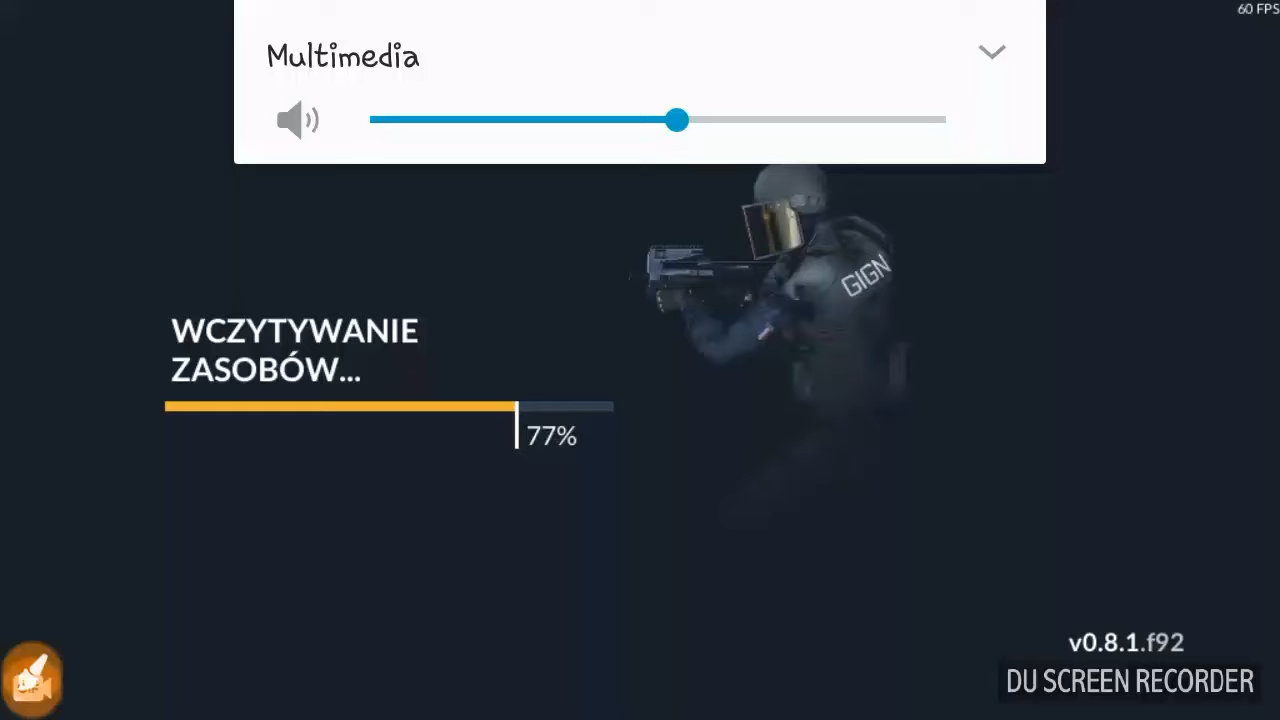 60 FPS
Multimedia
GIGN
WCZYTYWANIE
ZASOBÓW...
77%
v0.8.1.f92
DU SCREEN RECORDER